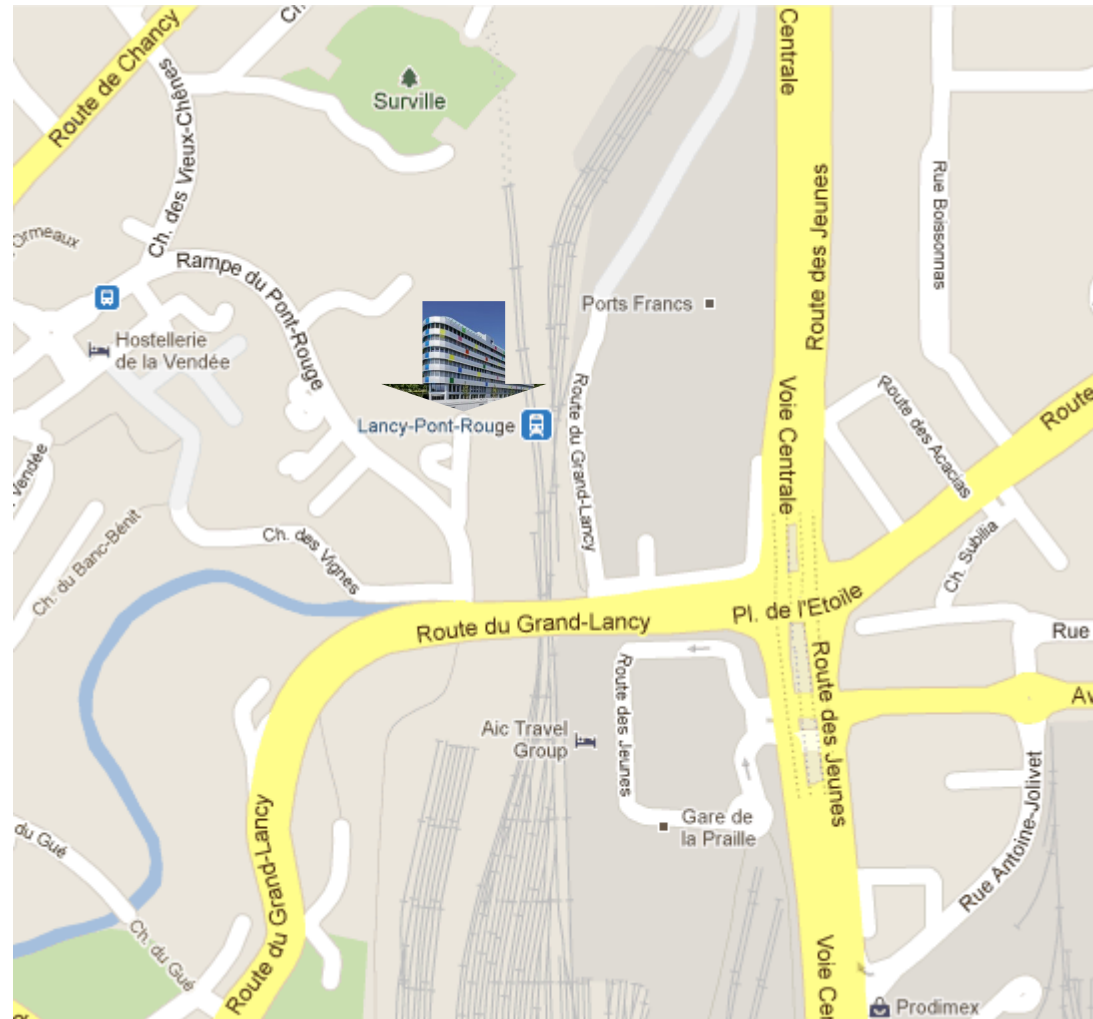 Ch.
Centrale
Route de Chancy
Surville
Ch. des Vieux-Chênes
Route des Jeunes
Rue Boissonnas
Ormeaux
Rampe du Pont-Rouge
Ports Francs
Hostellerie
de la Vendée
Voie Centrale
Route des Acacias
Route
Lancy-Pont-Rouge
Route du Grand-Lancy
Vendée
Ch. des Vignes
Ch. du Banc-Bénit
Ch. Subilia
Pl. de l'Etoile
Route du Grand-Lancy
Rue
Route des Jeunes
Route des Jeunes
Av
Aic Travel
Group
Gare de
la Praille
du Gué
Route du Grand-Lancy
Rue Antoine-Jolivet
Ch. du Gué
Voie Cen
Prodimex